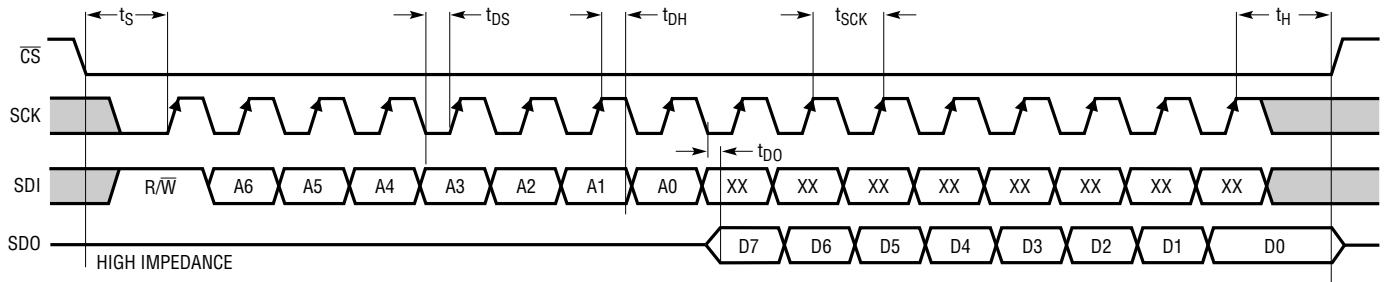 tS tDS tDH tSCK tH
CS
SCK
tDO
SDI R/W A6 A5 A4 A3 A2 A1 A0 XX XX XX XX XX XX XX XX
SDO D7 D6 D5 D4 D3 D2 D1 D0
HIGH IMPEDANCE